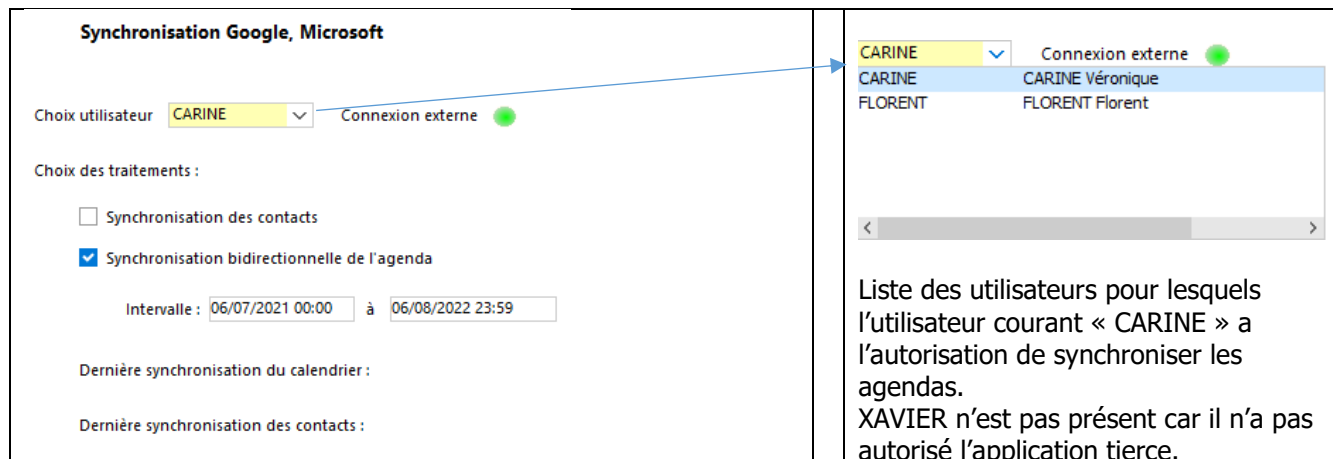 Synchronisation Google, Microsoft
Choix utilisateur CARINE Connexion externe
Choix des traitements :
Synchronisation des contacts
Synchronisation bidirectionnelle de l'agenda
Intervalle : 06/07/2021 00:00 à 06/08/2022 23:59
Dernière synchronisation du calendrier :
Dernière synchronisation des contacts :
CARINE Connexion externe
CARINE CARINE Véronique
FLORENT FLORENT Florent
Liste des utilisateurs pour lesquels
l’utilisateur courant « CARINE » a
l’autorisation de synchroniser les
agendas.
XAVIER n’est pas présent car il n’a pas
autorisé l’application tierce.